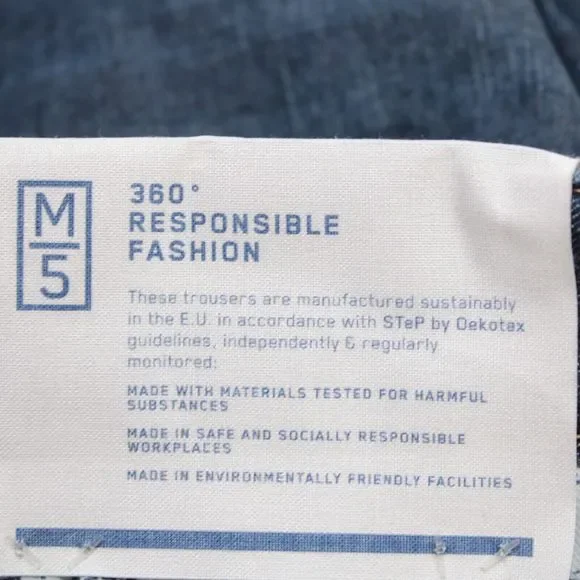 M
5
360°
RESPONSIBLE
FASHION
These trousers are manufactured sustainably
in the E.U. in accordance with STeP by Oekotex
guidelines, independently & regularly
monitored:
MADE WITH MATERIALS TESTED FOR HARMFUL
SUBSTANCES
MADE IN SAFE AND SOCIALLY RESPONSIBLE
WORKPLACES
MADE IN ENVIRONMENTALLY FRIENDLY FACILITIES